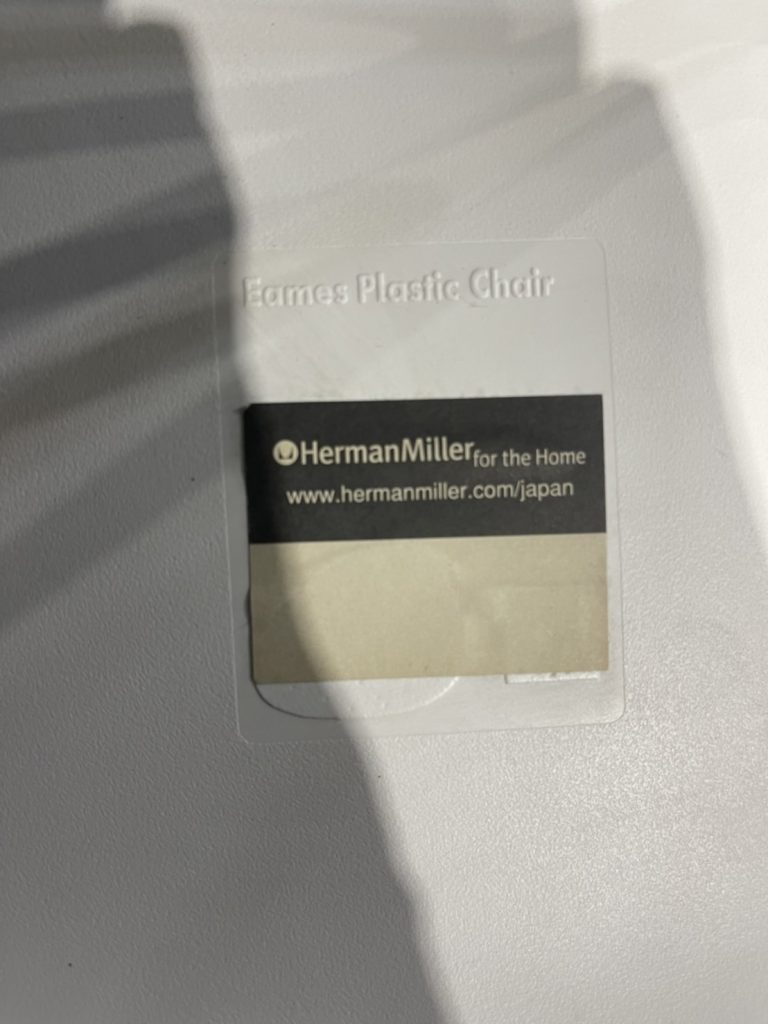 Eames Plastic Chair
HermanMiller for the Home
www.hermanmiller.com/japan